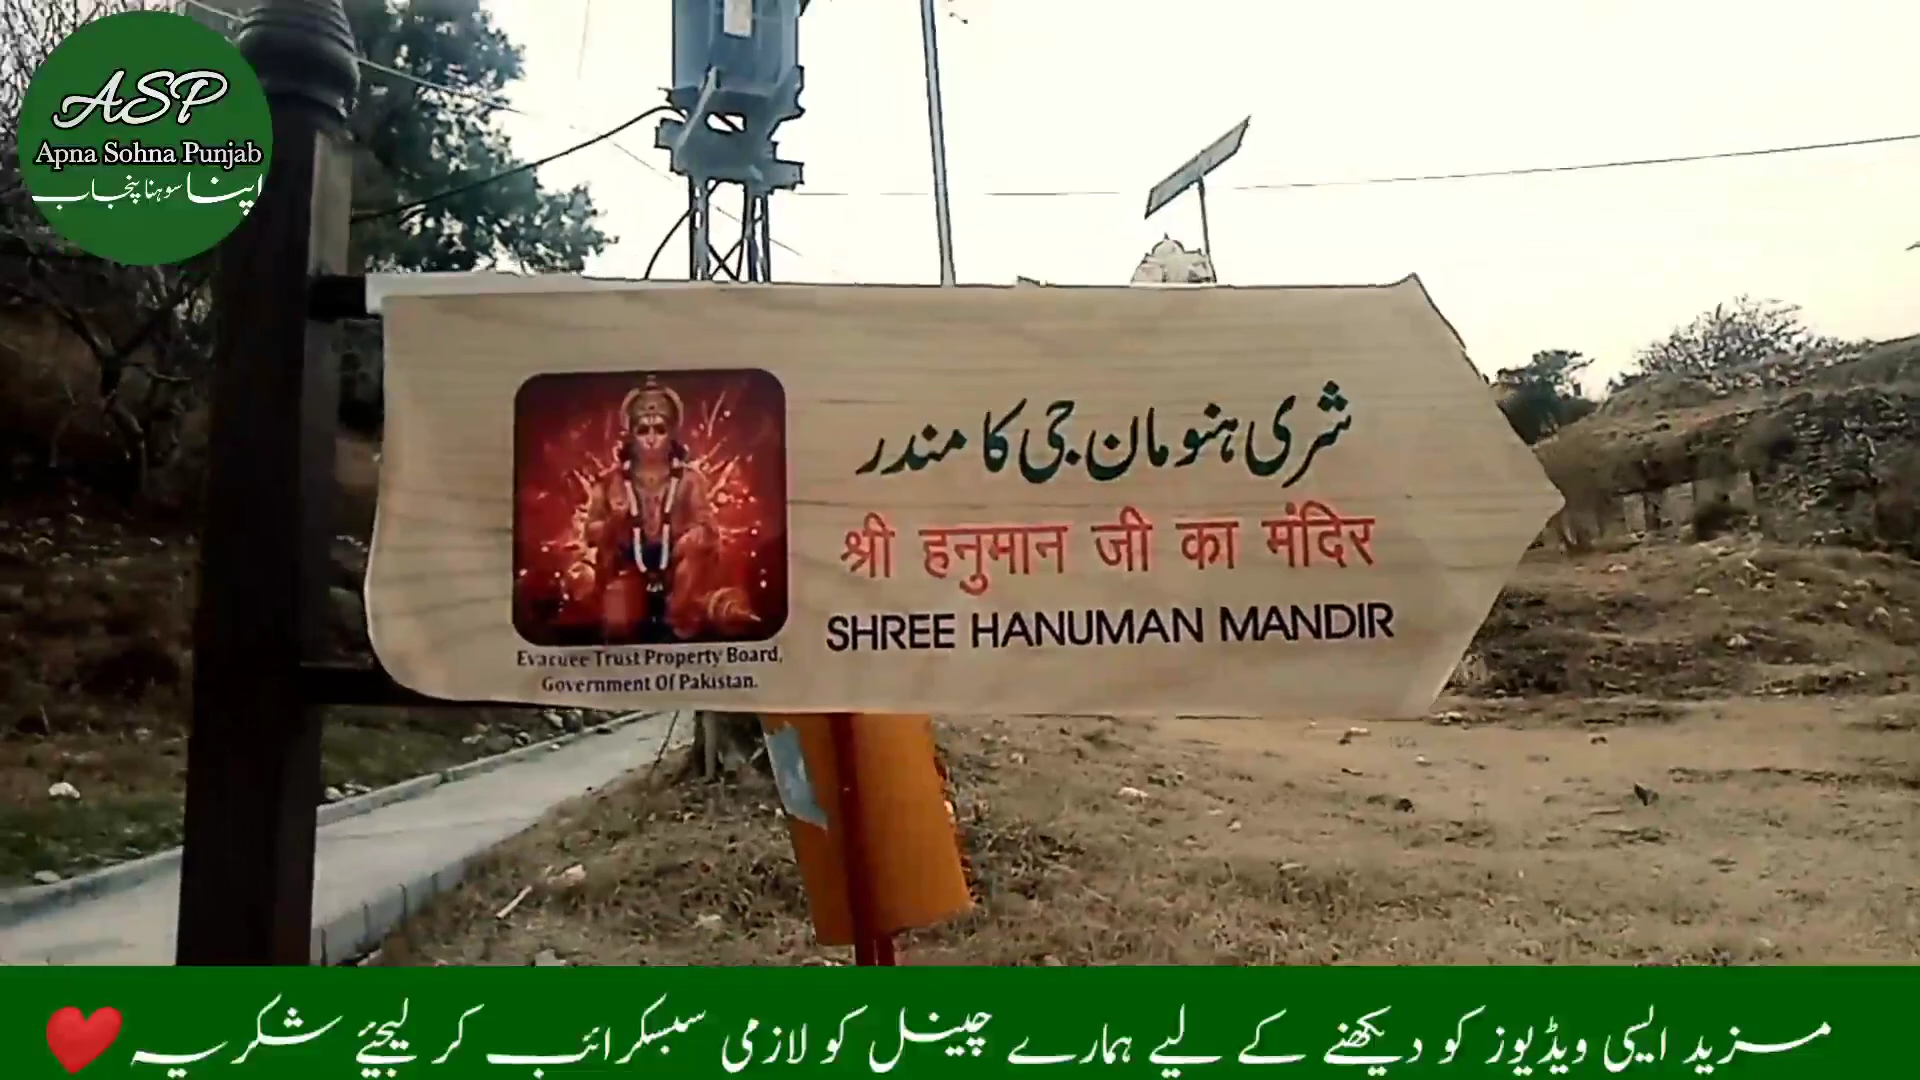 ASP
Apna Sohna Punjab
اپنا سوہنا پنجاب
شری ہنومان جی کا مندر
श्री हनुमान जी का मंदिर
SHREE HANUMAN MANDIR
Evacuee Trust Property Board,
Government Of Pakistan.
مزید ایسی ویڈیوز کو دیکھنے کے لیے ہمارے چینل کو لازمی سبسکرائب کر لیجئے شکریہ ❤️